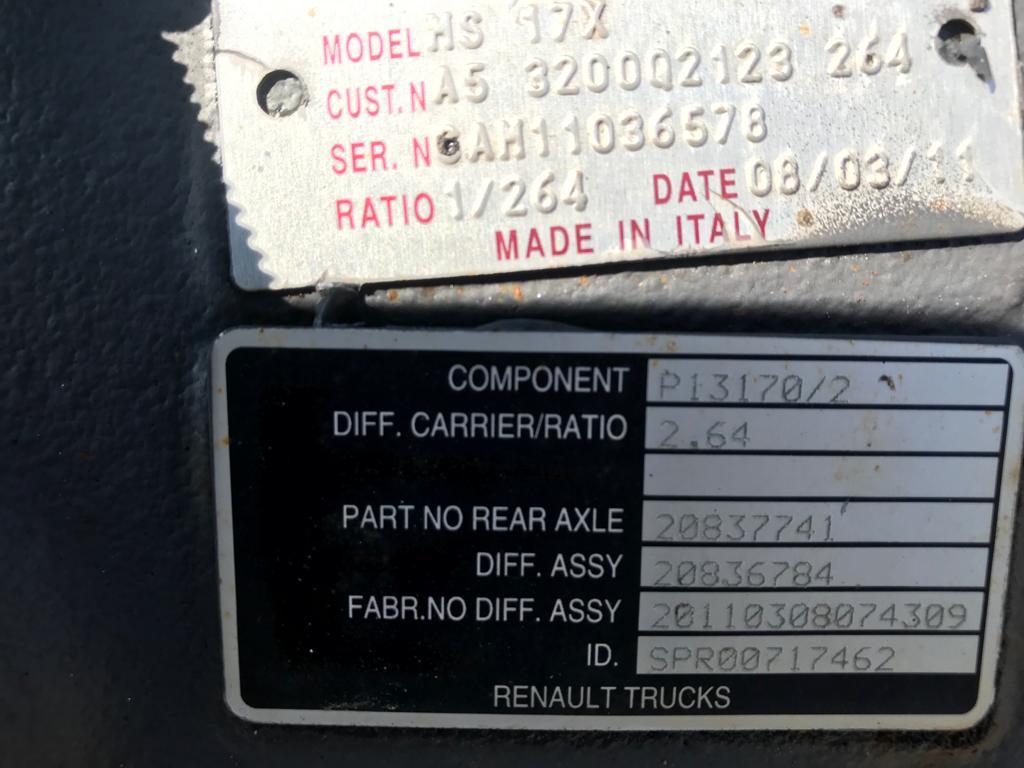 MODEL HS 17X
CUST.N A5 3200Q2123 264
SER. N CAH11036578
RATIO 1/264 DATE 08/03/11
MADE IN ITALY
COMPONENT P13170/2
DIFF. CARRIER/RATIO 2.64
PART NO REAR AXLE 20837741
DIFF. ASSY 20836784
FABR.NO DIFF. ASSY 20110308074309
ID. SPR00717462
RENAULT TRUCKS